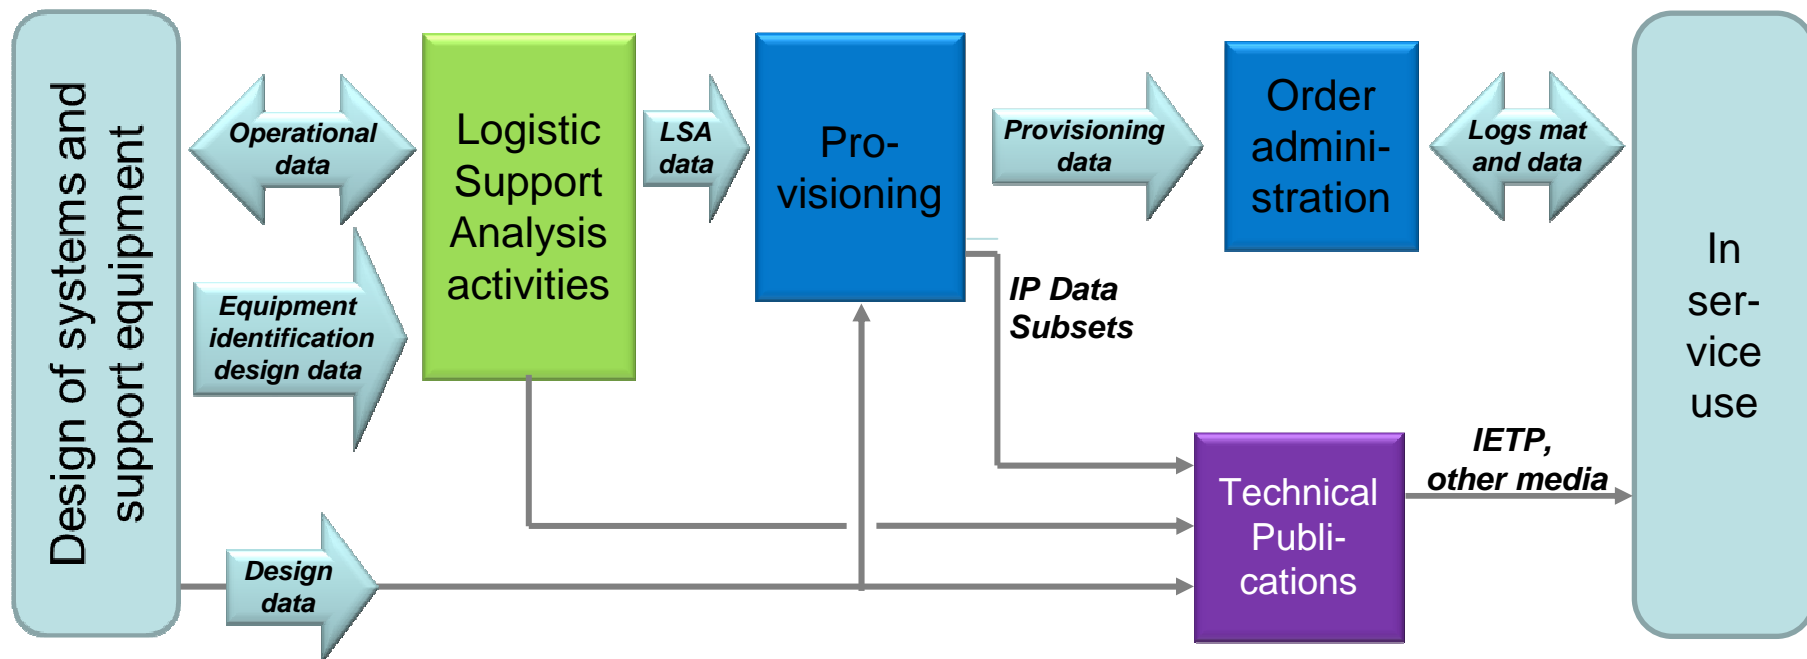 Design of systems and
support equipment
Operational
data
Equipment
identification
design data
Design
data
Logistic
Support
Analysis
activities
LSA
data
Pro-
visioning
Provisioning
data
IP Data
Subsets
Order
admini-
stration
Logs mat
and data
Technical
Publi-
cations
IETP,
other media
In
ser-
vice
use